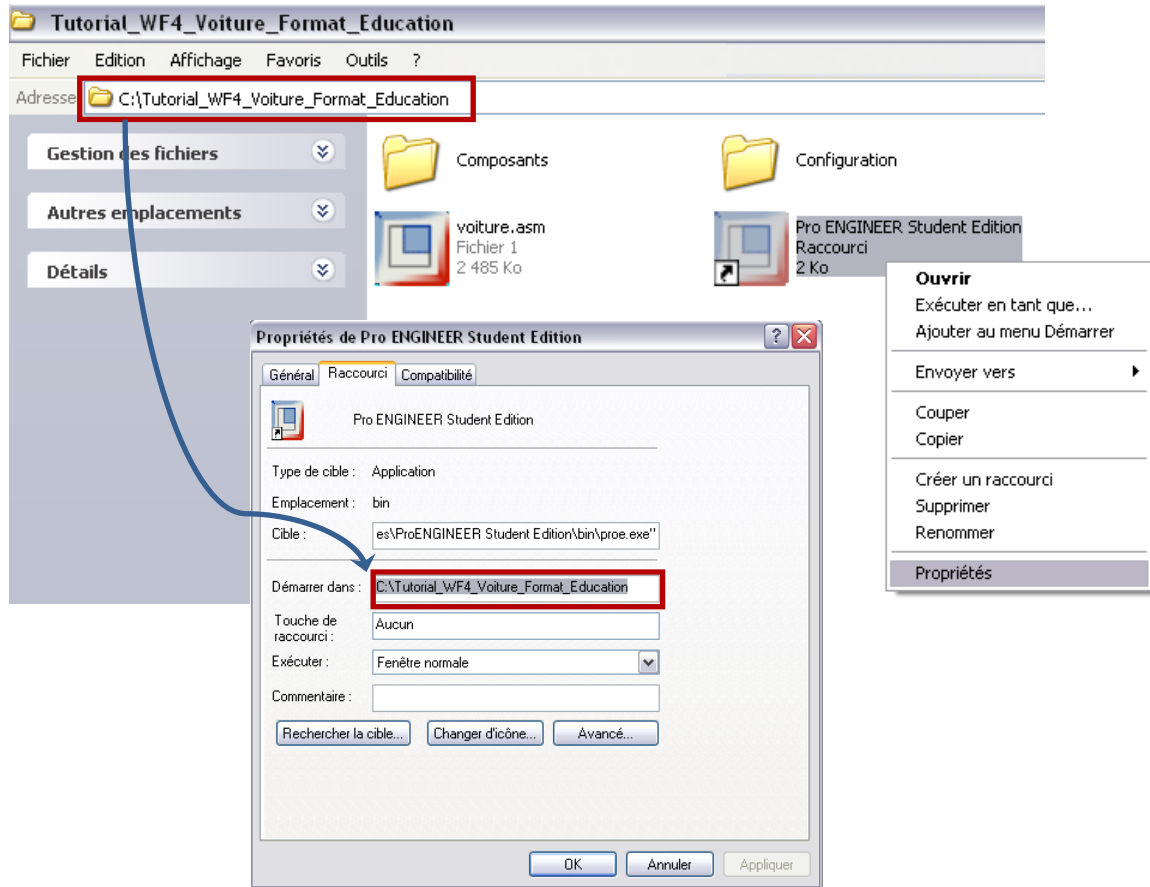 Tutorial_WF4_Voiture_Format_Education
Fichier Edition Affichage Favoris Outils ?
Adresse C:\Tutorial_WF4_Voiture_Format_Education
Gestion des fichiers
Autres emplacements
Détails
Composants
Configuration
voiture.asm
Fichier 1
2 485 Ko
Pro ENGINEER Student Edition
Raccourci
2 Ko
Ouvrir
Exécuter en tant que...
Ajouter au menu Démarrer
Envoyer vers
Couper
Copier
Créer un raccourci
Supprimer
Renommer
Propriétés
Propriétés de Pro ENGINEER Student Edition
Général Raccourci Compatibilité
Pro ENGINEER Student Edition
Type de cible : Application
Emplacement : bin
Cible : es\ProENGINEER Student Edition\bin\proe.exe"
Démarrer dans : C:\Tutorial_WF4_Voiture_Format_Education
Touche de
raccourci : Aucun
Exécuter : Fenêtre normale
Commentaire :
Rechercher la cible... Changer d'icône... Avancé...
OK Annuler Appliquer